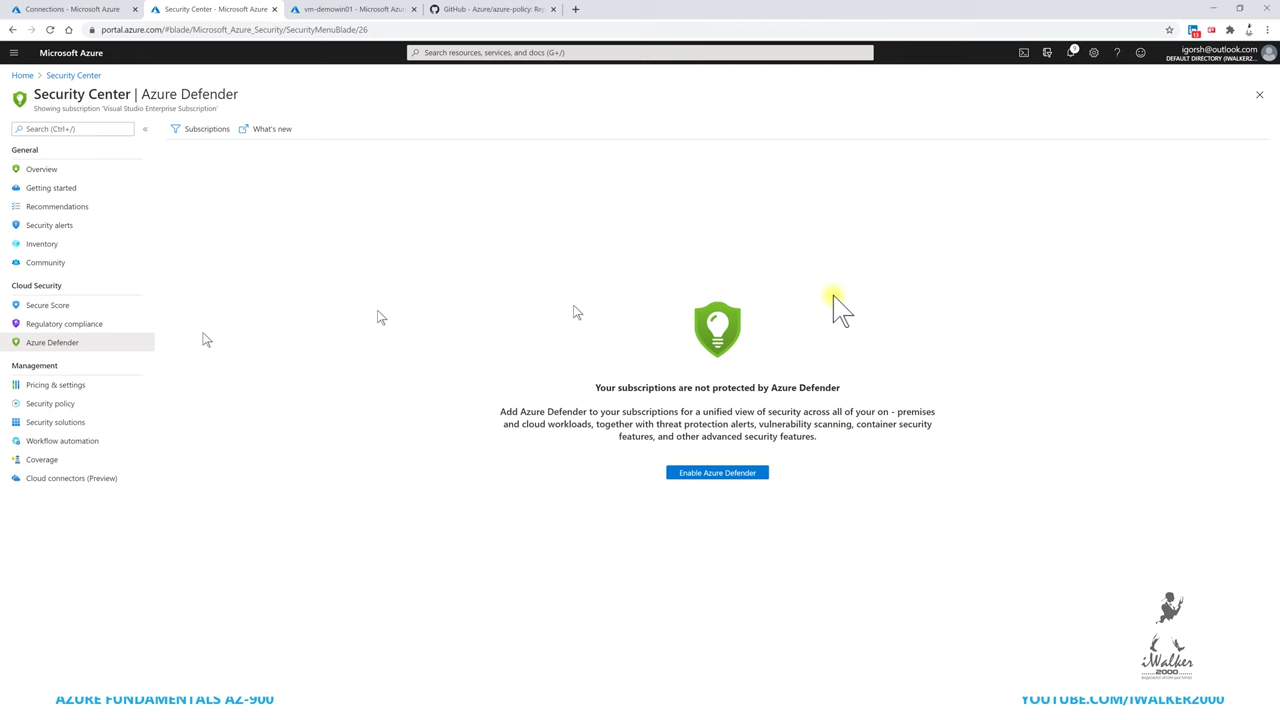 Connections - Microsoft Azure
Security Center - Microsoft Azure
vm-demowin01 - Microsoft Azure
GitHub - Azure/azure-policy: Re
portal.azure.com/#blade/Microsoft_Azure_Security/SecurityMenuBlade/26
Microsoft Azure
Search resources, services, and docs (G+/)
igorsh@outlook.com
DEFAULT DIRECTORY (IWALKER2...
Home > Security Center
Security Center | Azure Defender
Showing subscription 'Visual Studio Enterprise Subscription'
Search (Ctrl+/)
«
Subscriptions
What's new
General
Overview
Getting started
Recommendations
Security alerts
Inventory
Community
Cloud Security
Secure Score
Regulatory compliance
Azure Defender
Management
Pricing & settings
Security policy
Security solutions
Workflow automation
Coverage
Cloud connectors (Preview)
Your subscriptions are not protected by Azure Defender
Add Azure Defender to your subscriptions for a unified view of security across all of your on - premises
and cloud workloads, together with threat protection alerts, vulnerability scanning, container security
features, and other advanced security features.
Enable Azure Defender
iWalker
2000
AZURE FUNDAMENTALS AZ-900
YOUTUBE.COM/IWALKER2000